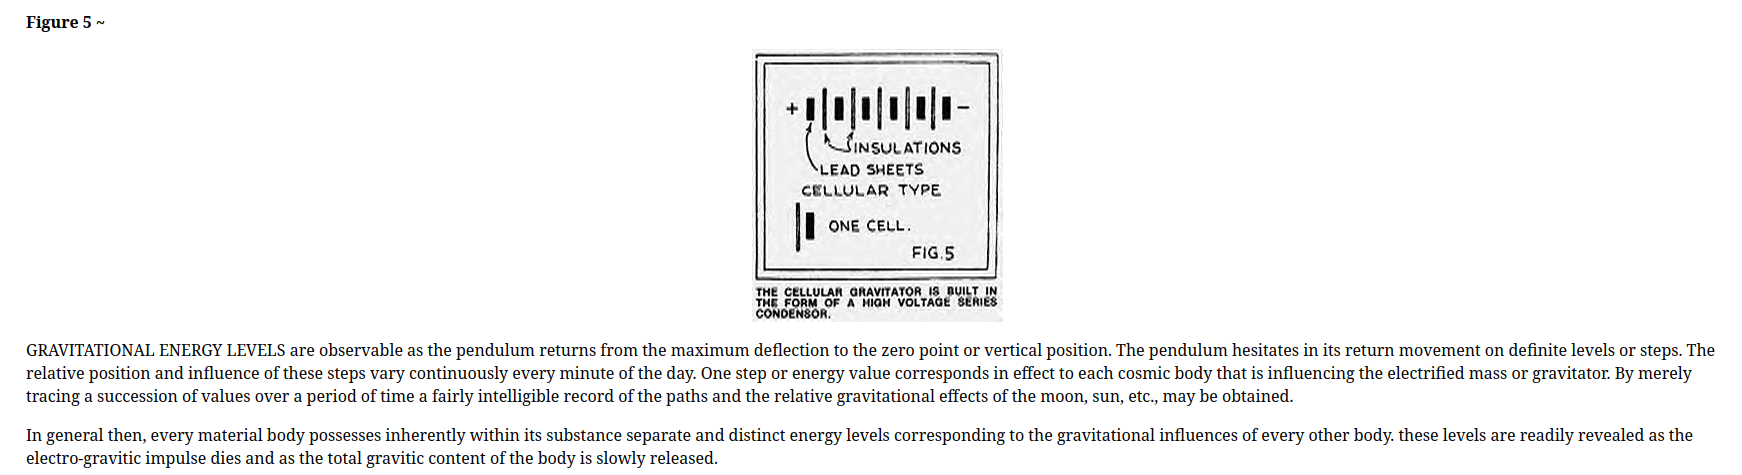 Figure 5 ~
+ -
INSULATIONS
LEAD SHEETS
CELLULAR TYPE
ONE CELL.
FIG.5
THE CELLULAR GRAVITATOR IS BUILT IN
THE FORM OF A HIGH VOLTAGE SERIES
CONDENSOR.
GRAVITATIONAL ENERGY LEVELS are observable as the pendulum returns from the maximum deflection to the zero point or vertical position. The pendulum hesitates in its return movement on definite levels or steps. The
relative position and influence of these steps vary continuously every minute of the day. One step or energy value corresponds in effect to each cosmic body that is influencing the electrified mass or gravitator. By merely
tracing a succession of values over a period of time a fairly intelligible record of the paths and the relative gravitational effects of the moon, sun, etc., may be obtained.
In general then, every material body possesses inherently within its substance separate and distinct energy levels corresponding to the gravitational influences of every other body. these levels are readily revealed as the
electro-gravitic impulse dies and as the total gravitic content of the body is slowly released.